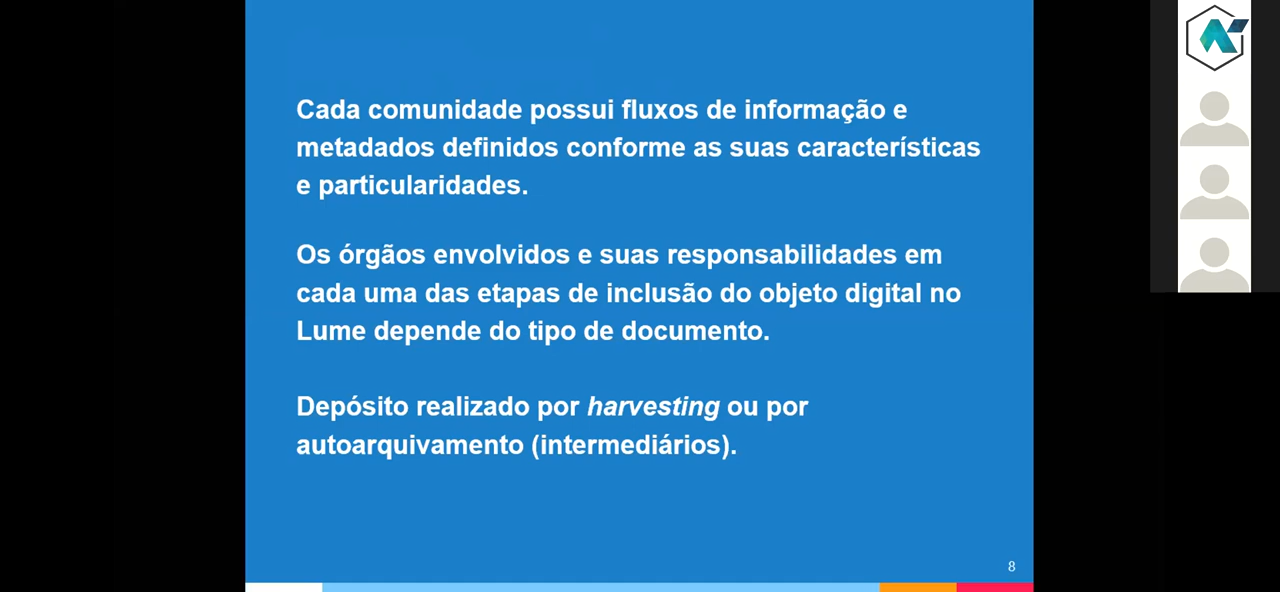 Cada comunidade possui fluxos de informação e
metadados definidos conforme as suas características
e particularidades.
Os órgãos envolvidos e suas responsabilidades em
cada uma das etapas de inclusão do objeto digital no
Lume depende do tipo de documento.
Depósito realizado por harvesting ou por
autoarquivamento (intermediários).
8